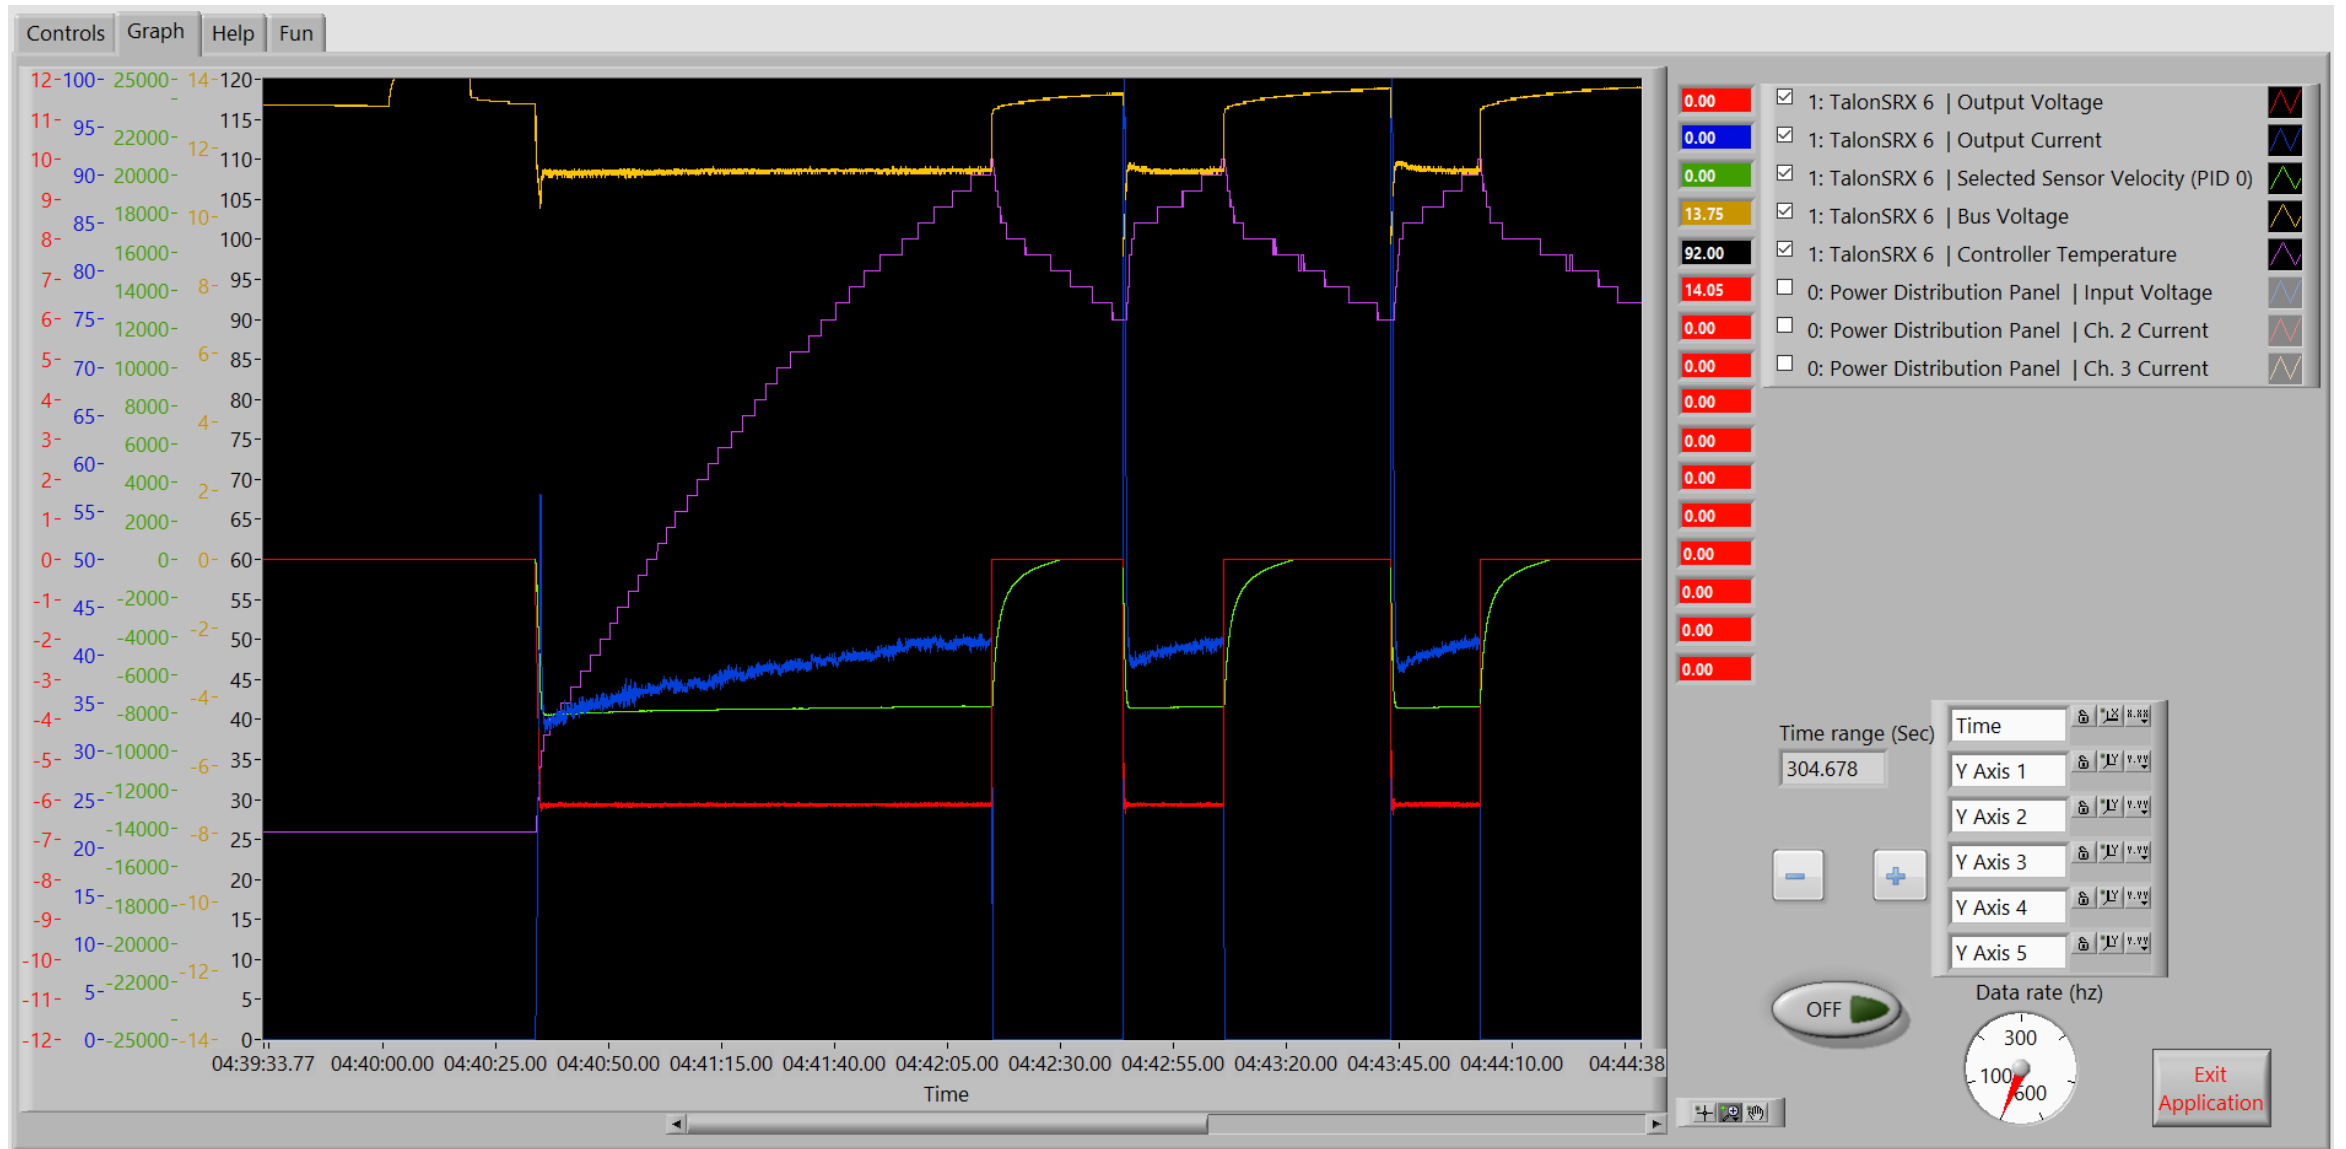 Controls Graph Help Fun
12 100 25000 14 120
11 95 22000 12 115
10 90 20000 110
9 85 18000 10 105
8 80 16000 8 100
7 75 14000 6 95
6 70 12000 4 90
5 65 10000 2 85
4 60 8000 0 80
3 55 6000 -2 75
2 50 4000 -4 70
1 45 2000 -6 65
0 40 0 -8 60
-1 35 -2000 -10 55
-2 30 -4000 -12 50
-3 25 -6000 -14 45
-4 20 -8000 40
-5 15 -10000 35
-6 10 -12000 30
-7 5 -14000 25
-8 0 -16000 20
-9 -18000 15
-10 -20000 10
-11 -22000 5
-12 -25000 0
04:39:33.77 04:40:00.00 04:40:25.00 04:40:50.00 04:41:15.00 04:41:40.00 04:42:05.00 04:42:30.00 04:42:55.00 04:43:20.00 04:43:45.00 04:44:10.00 04:44:38
Time
0.00 1: TalonSRX 6 | Output Voltage
0.00 1: TalonSRX 6 | Output Current
0.00 1: TalonSRX 6 | Selected Sensor Velocity (PID 0)
13.75 1: TalonSRX 6 | Bus Voltage
92.00 1: TalonSRX 6 | Controller Temperature
14.05 0: Power Distribution Panel | Input Voltage
0.00 0: Power Distribution Panel | Ch. 2 Current
0.00 0: Power Distribution Panel | Ch. 3 Current
0.00
0.00
0.00
0.00
0.00
0.00
0.00
0.00
Time range (Sec)
304.678
Time
Y Axis 1
Y Axis 2
Y Axis 3
Y Axis 4
Y Axis 5
OFF
Data rate (hz)
300
100
600
Exit
Application